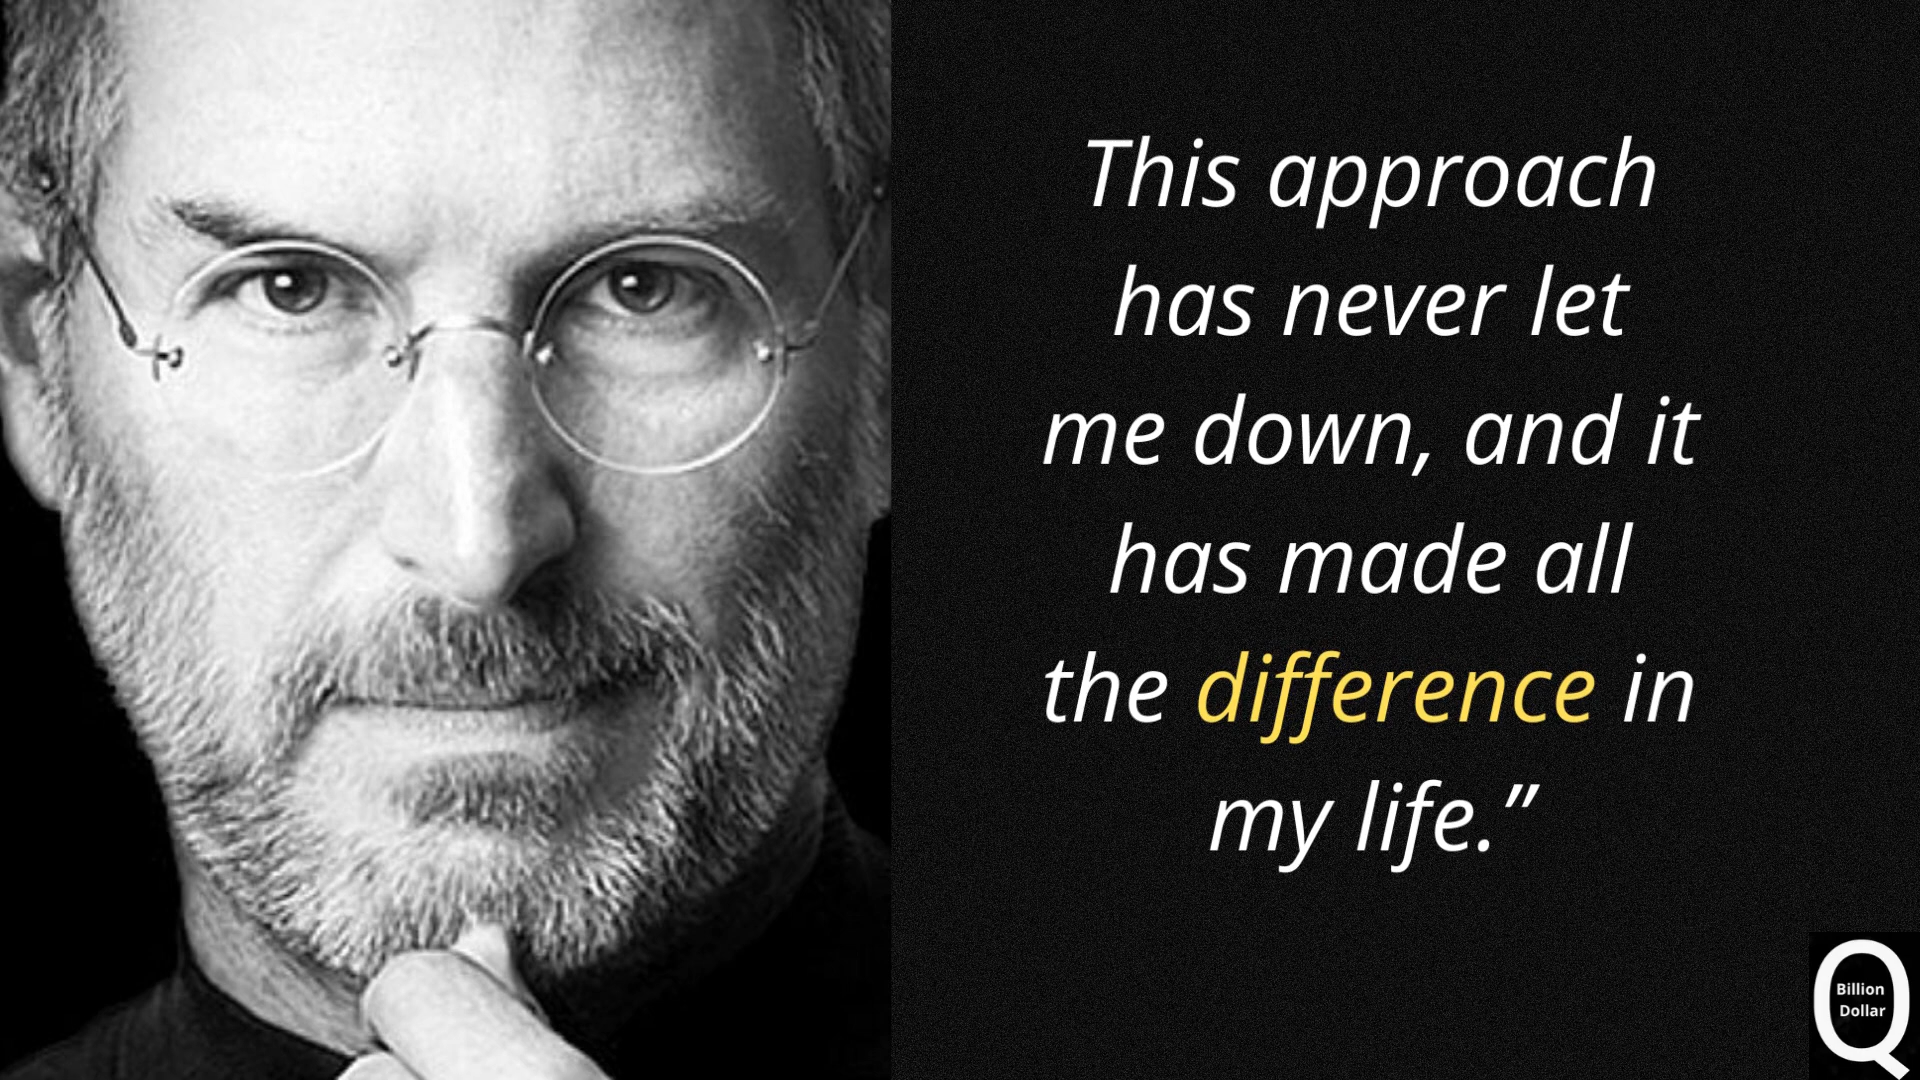 This approach
has never let
me down, and it
has made all
the difference in
my life.”
Q
Billion
Dollar